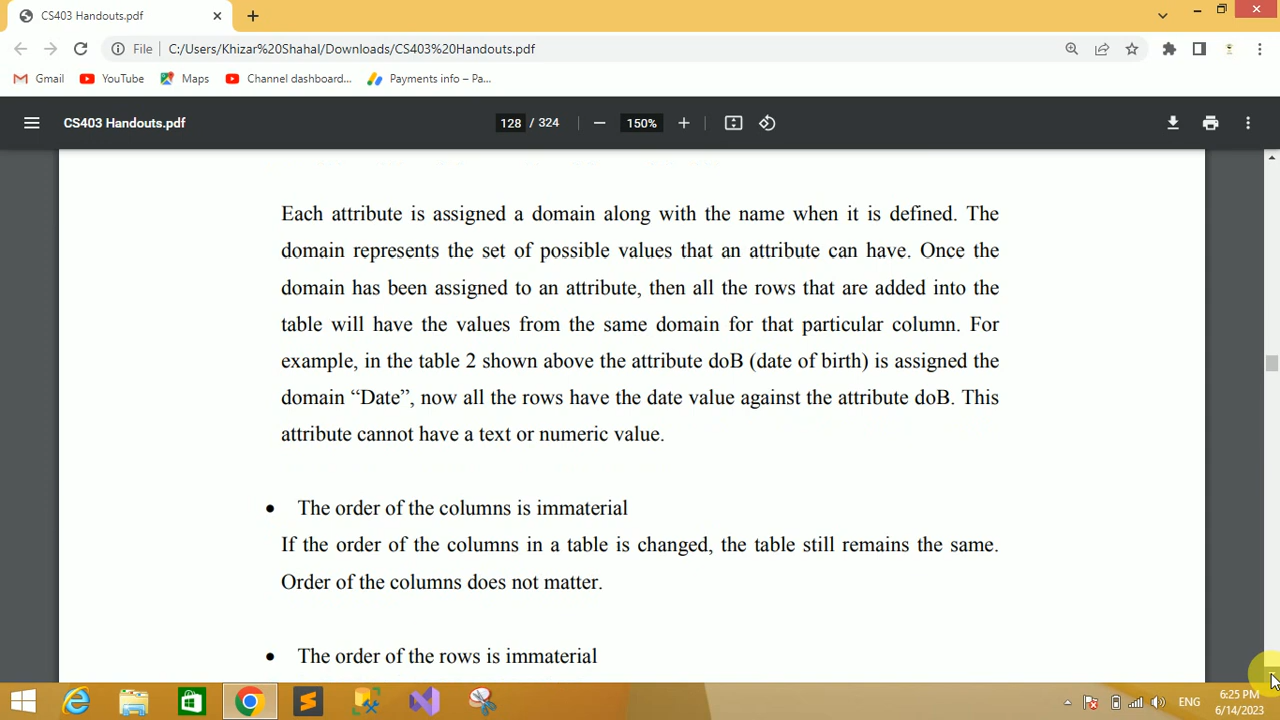 CS403 Handouts.pdf
File
C:/Users/Khizar%20Shahal/Downloads/CS403%20Handouts.pdf
Gmail
YouTube
Maps
Channel dashboard...
Payments info – Pa...
CS403 Handouts.pdf
128 / 324
150%
Each attribute is assigned a domain along with the name when it is defined. The
domain represents the set of possible values that an attribute can have. Once the
domain has been assigned to an attribute, then all the rows that are added into the
table will have the values from the same domain for that particular column. For
example, in the table 2 shown above the attribute doB (date of birth) is assigned the
domain “Date”, now all the rows have the date value against the attribute doB. This
attribute cannot have a text or numeric value.
• The order of the columns is immaterial
If the order of the columns in a table is changed, the table still remains the same.
Order of the columns does not matter.
• The order of the rows is immaterial
ENG
6:25 PM
6/14/2023